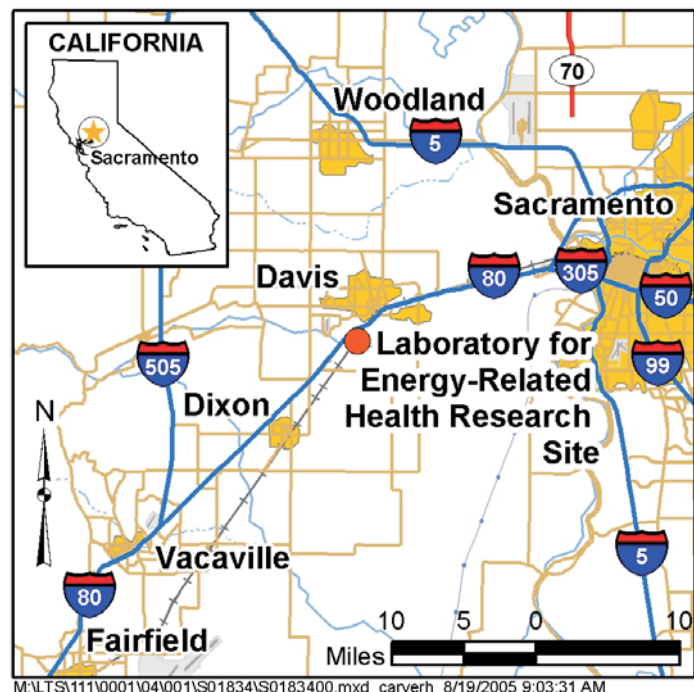 CALIFORNIA
Sacramento
70
Woodland
5
Sacramento
80
305
50
Davis
Laboratory for
Energy-Related
Health Research
Site
505
99
Dixon
N
Vacaville
5
80
Fairfield
10 5 0 10
Miles
M:\LTS\111\0001\04\001\S01834\S0183400.mxd carverh 8/19/2005 9:03:31 AM